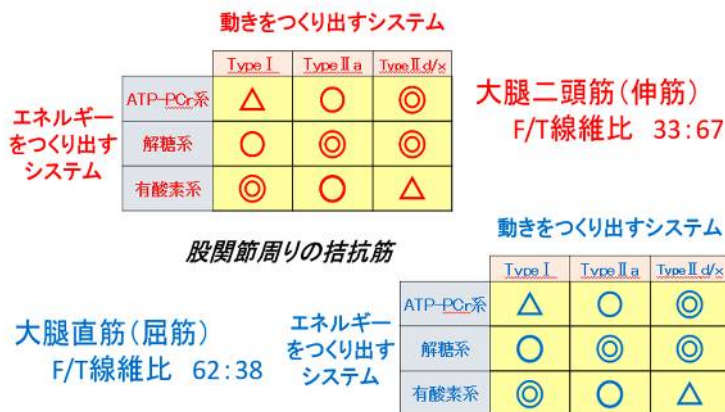 動きをつくり出すシステム
Type Ⅰ Type Ⅱ a Type Ⅱ d/x
エネルギー
をつくり出す
システム
ATP-PCr系 △ ○ ◎
解糖系 ○ ◎ ◎
有酸素系 ◎ ○ △
大腿二頭筋(伸筋)
F/T線維比 33:67
股関節周りの拮抗筋
動きをつくり出すシステム
Type Ⅰ Type Ⅱ a Type Ⅱ d/x
大腿直筋(屈筋)
F/T線維比 62:38
エネルギー
をつくり出す
システム
ATP-PCr系 △ ○ ◎
解糖系 ○ ◎ ◎
有酸素系 ◎ ○ △